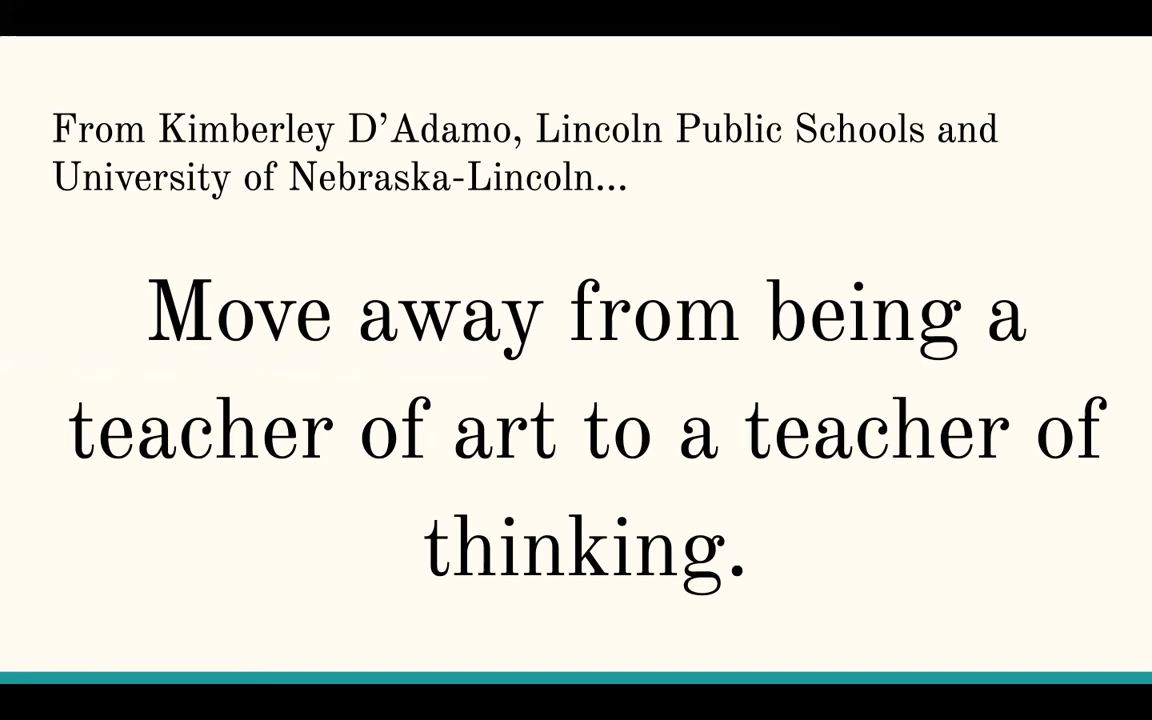 From Kimberley D’Adamo, Lincoln Public Schools and
University of Nebraska-Lincoln...
Move away from being a
teacher of art to a teacher of
thinking.